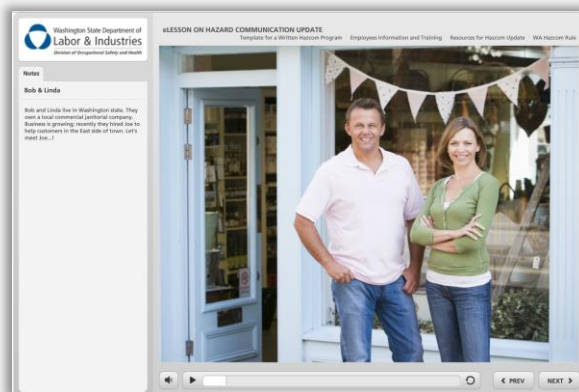 Washington State Department of
Labor & Industries
Division of Occupational Safety and Health
eLESSON ON HAZARD COMMUNICATION UPDATE
Template for a Written Hazcom Program Employees Information and Training Resources for Hazcom Update WA Hazcom Rule
Notes
Bob & Linda
Bob and Linda live in Washington state. They
own a local commercial janitorial company.
Business is growing; recently they hired Joe to
help customers in the East side of town. Let's
meet Joe...!
PREV
NEXT